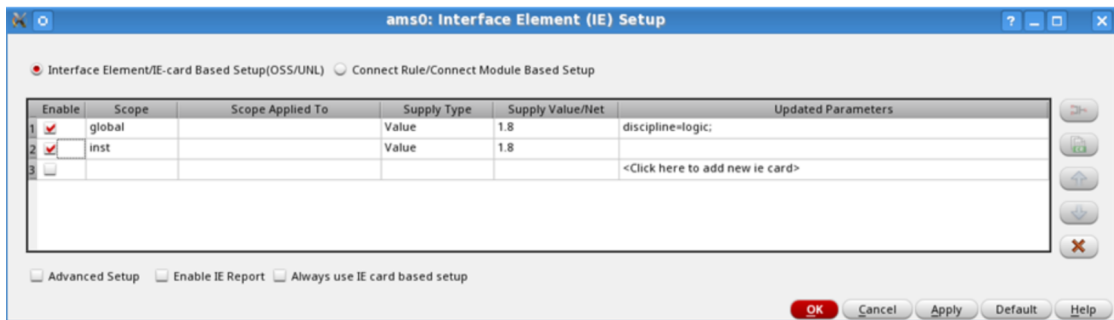 ams0: Interface Element (IE) Setup
Interface Element/IE-card Based Setup(OSS/UNL) Connect Rule/Connect Module Based Setup
Enable Scope Scope Applied To Supply Type Supply Value/Net Updated Parameters
1 global Value 1.8 discipline=logic;
2 inst Value 1.8
3 <Click here to add new ie card>
Advanced Setup Enable IE Report Always use IE card based setup
OK Cancel Apply Default Help